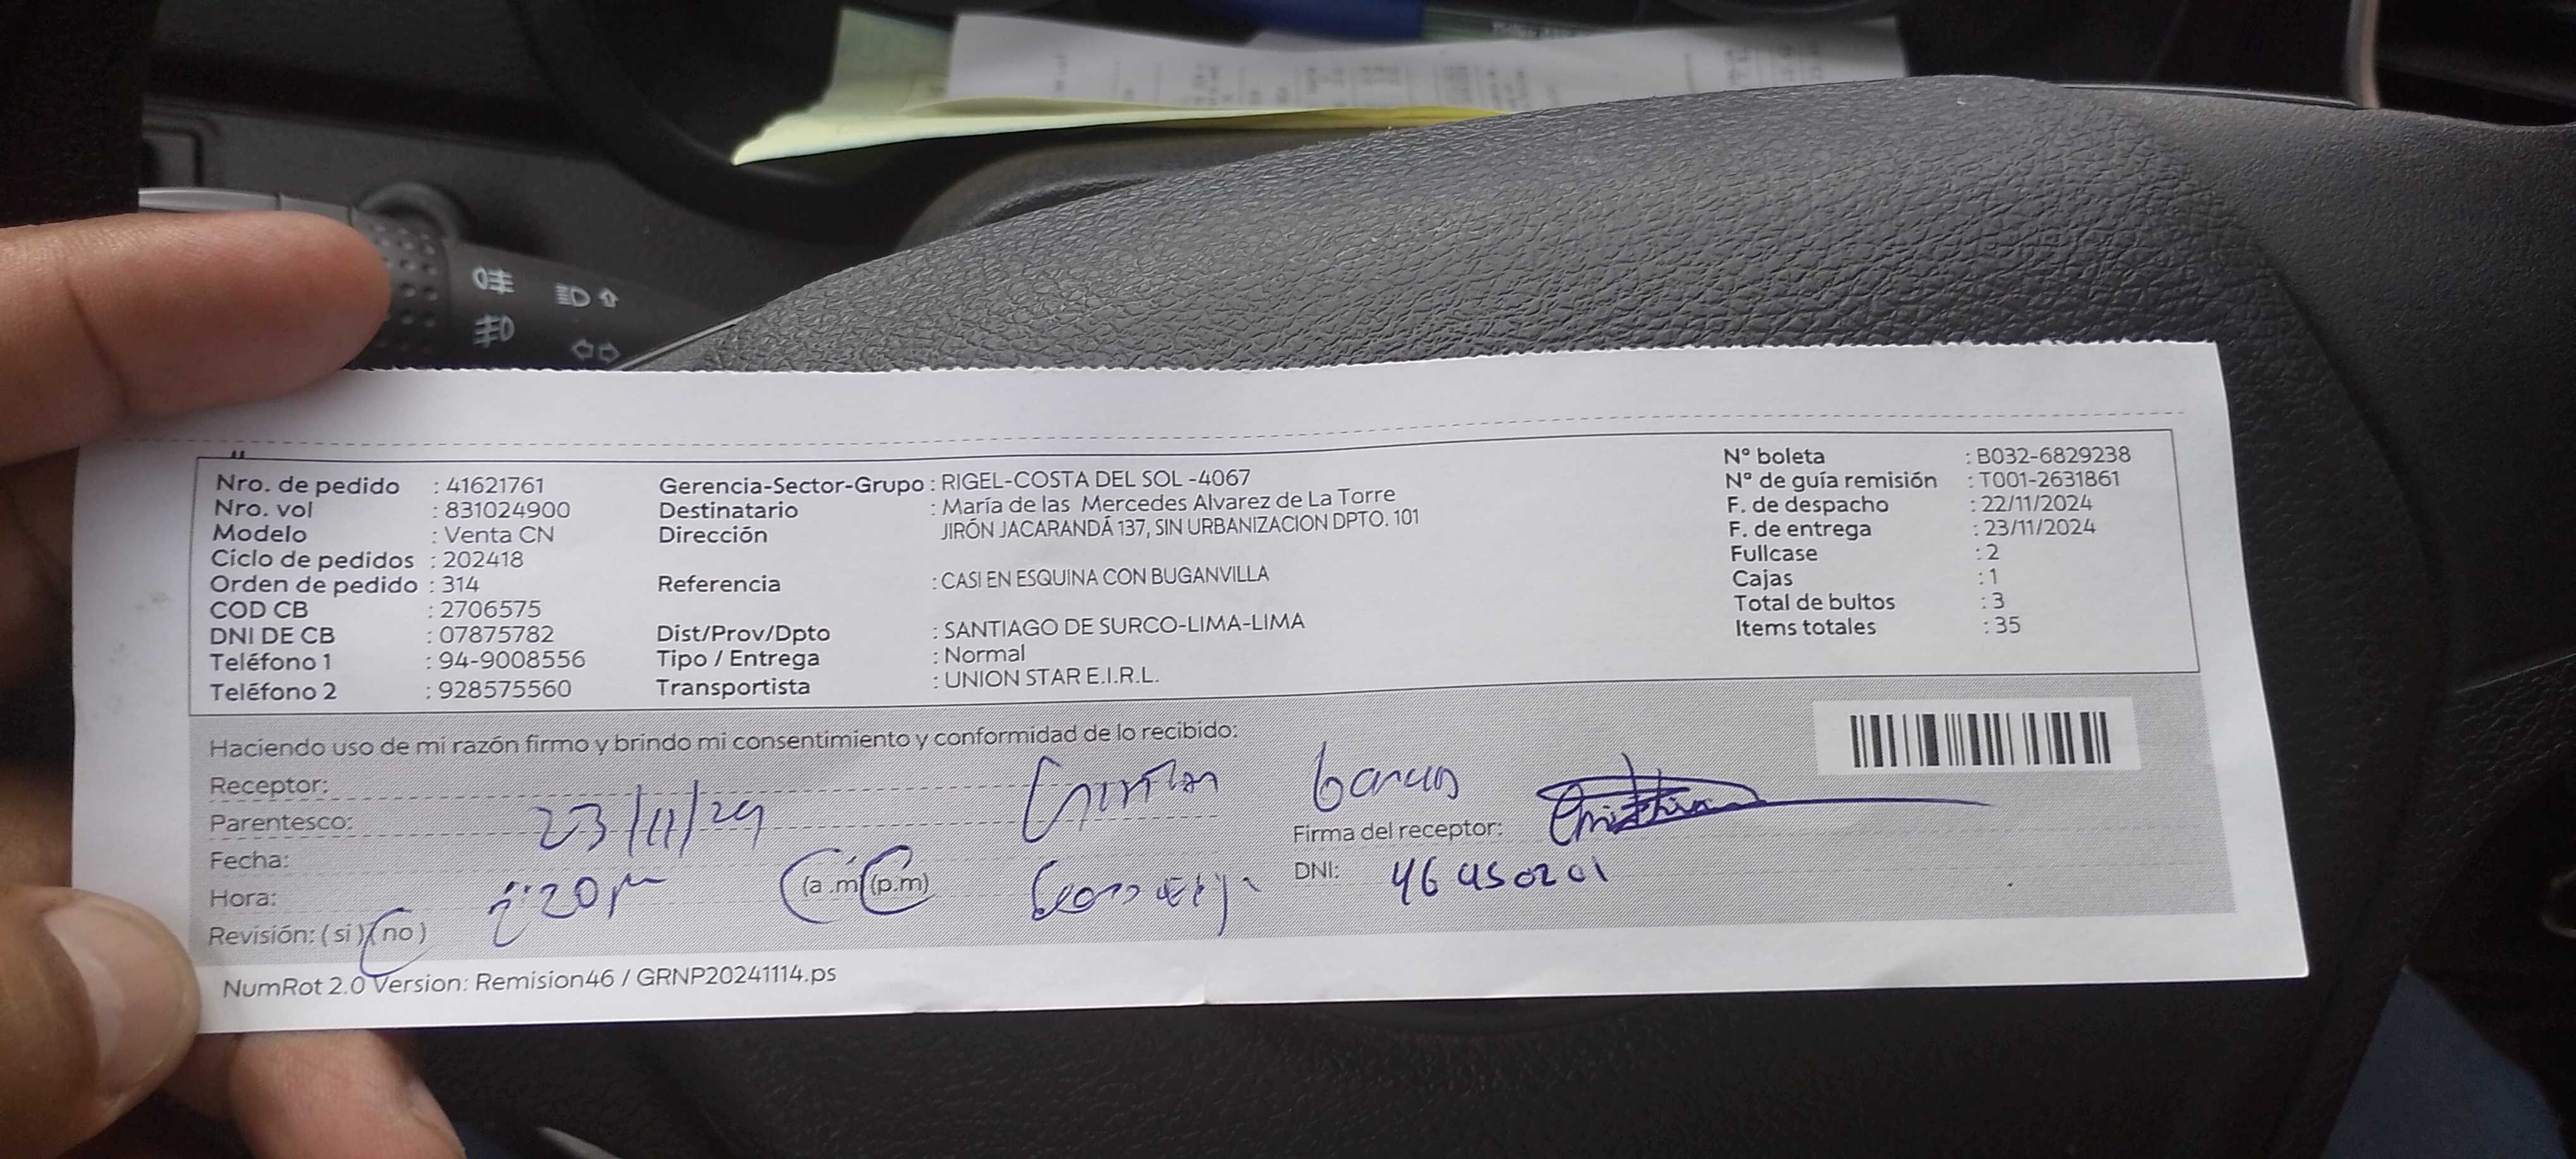 Nro. de pedido : 41621761
Nro. vol : 831024900
Modelo : Venta CN
Ciclo de pedidos : 202418
Orden de pedido : 314
COD CB : 2706575
DNI DE CB : 07875782
Teléfono 1 : 94-9008556
Teléfono 2 : 928575560
Gerencia-Sector-Grupo : RIGEL-COSTA DEL SOL -4067
Destinatario : María de las Mercedes Alvarez de La Torre
Dirección JIRÓN JACARANDÁ 137, SIN URBANIZACION DPTO. 101
Referencia : CASI EN ESQUINA CON BUGANVILLA
Dist/Prov/Dpto : SANTIAGO DE SURCO-LIMA-LIMA
Tipo / Entrega : Normal
Transportista : UNION STAR E.I.R.L.
N° boleta : B032-6829238
N° de guía remisión : T001-2631861
F. de despacho : 22/11/2024
F. de entrega : 23/11/2024
Fullcase : 2
Cajas : 1
Total de bultos : 3
Items totales : 35
Haciendo uso de mi razón firmo y brindo mi consentimiento y conformidad de lo recibido:
Receptor:
Parentesco:
Fecha: 23/11/24
Hora: (a.m) (p.m)
Revisión: (si) (no)
Firma del receptor:
DNI: 46450201
NumRot 2.0 Version: Remision46 / GRNP20241114.ps